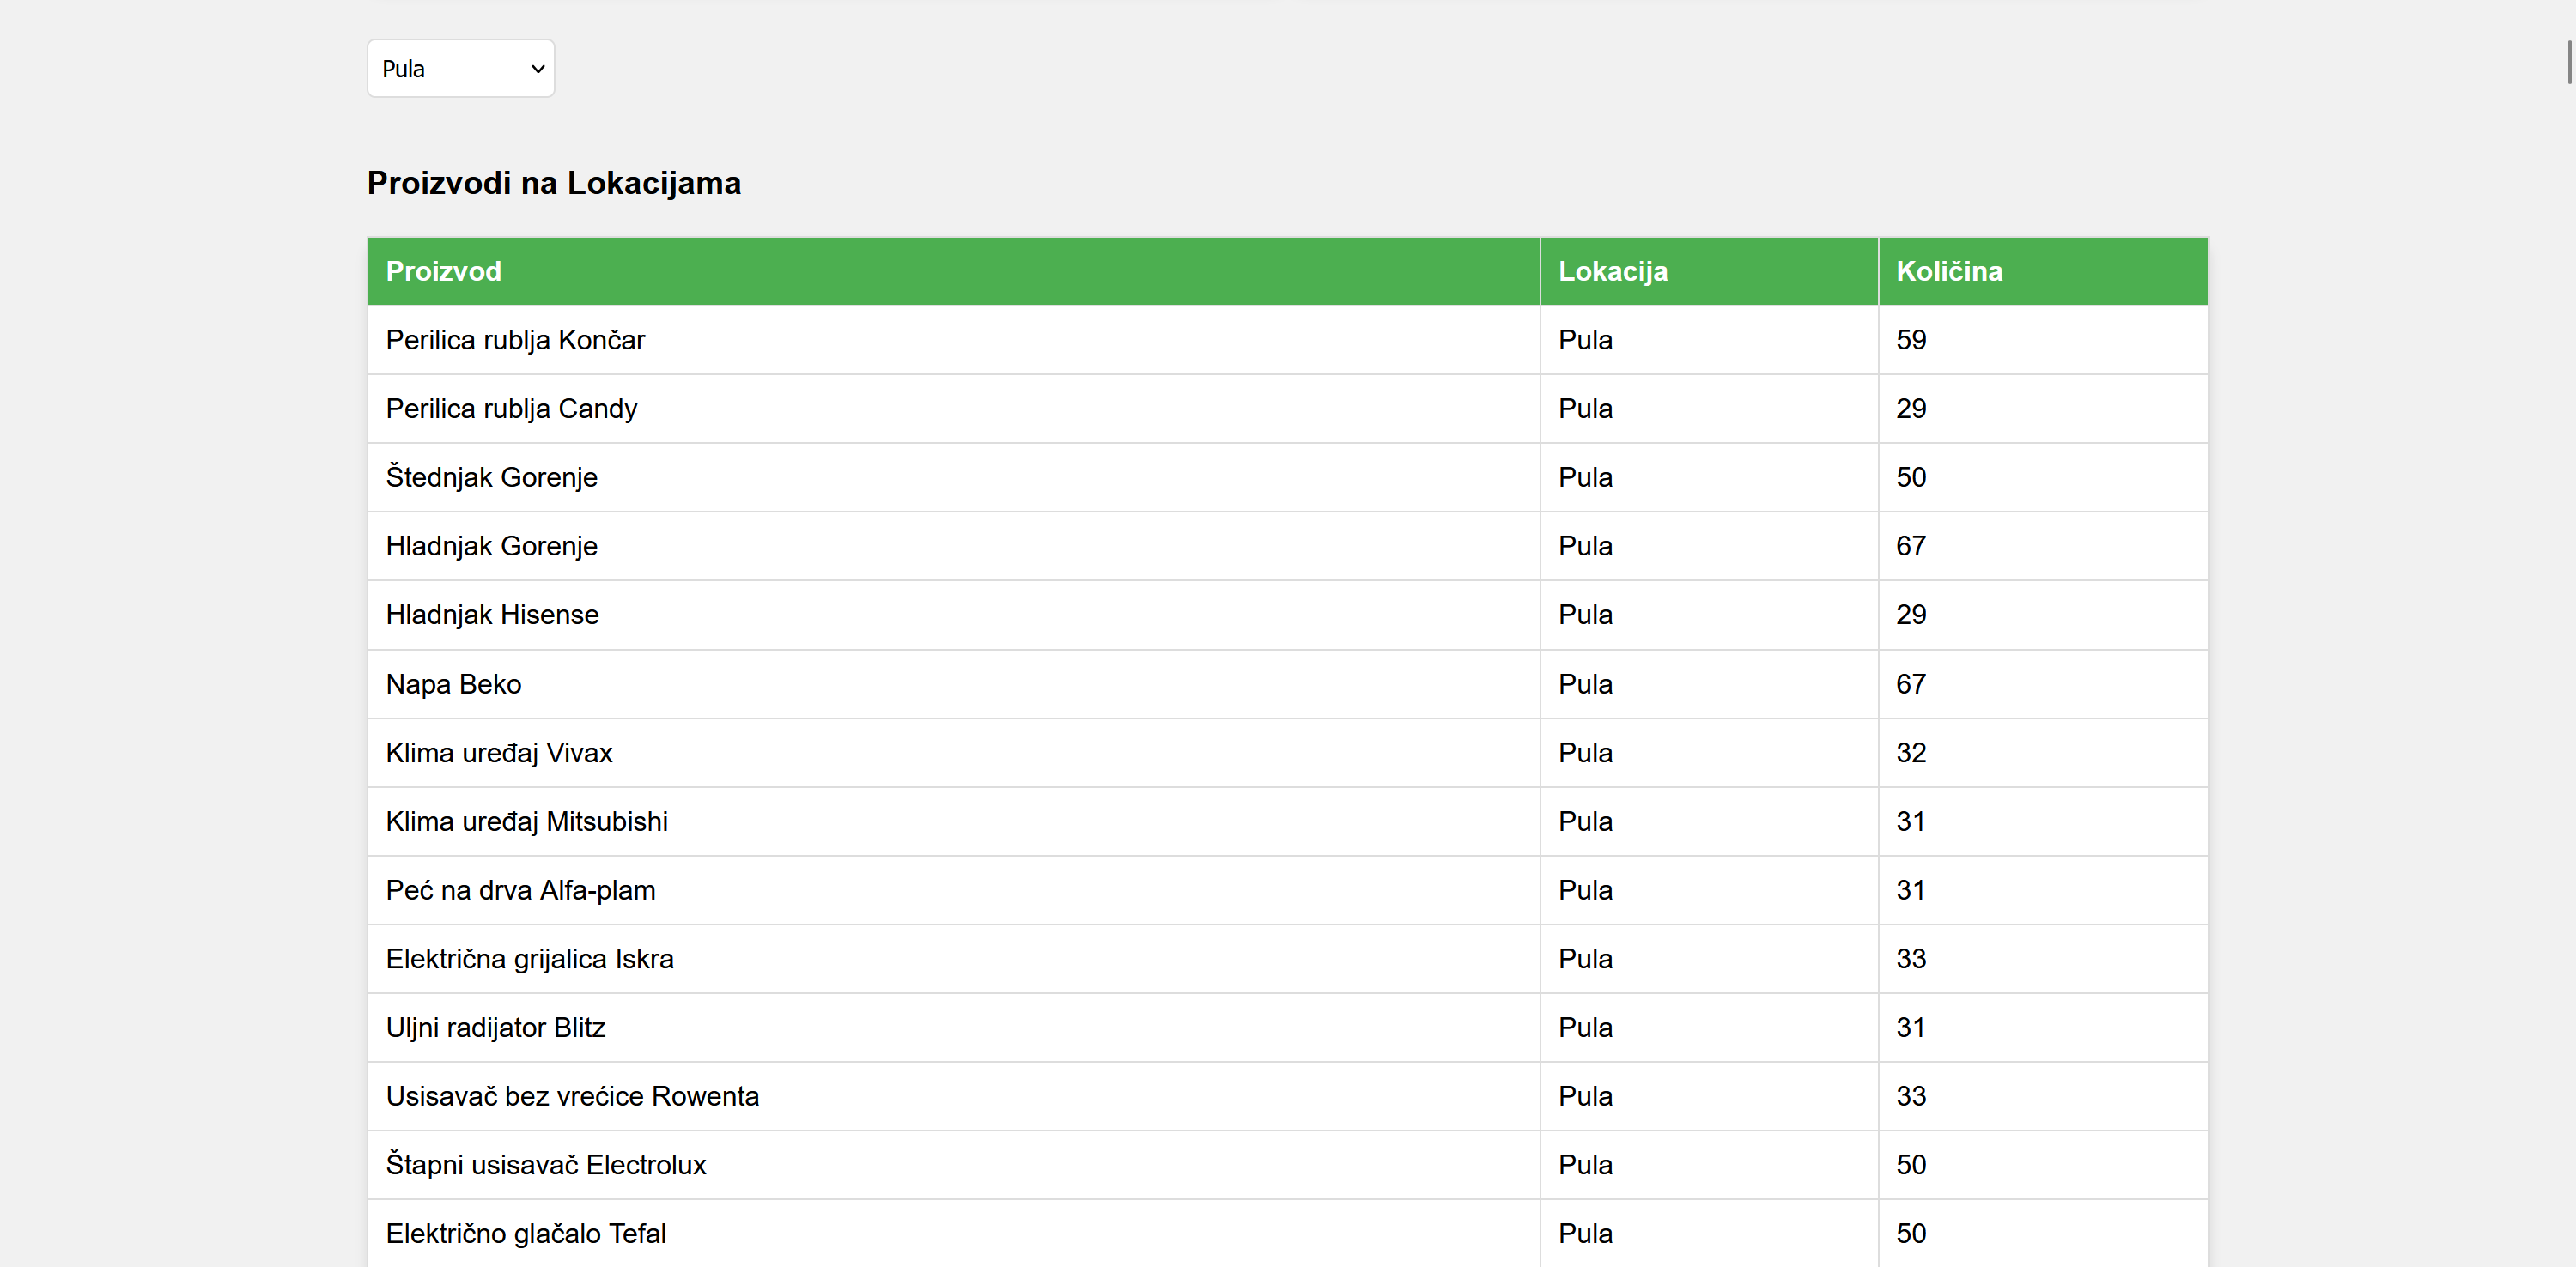 Pula
Proizvodi na Lokacijama
Proizvod Lokacija Količina
Perilica rublja Končar Pula 59
Perilica rublja Candy Pula 29
Štednjak Gorenje Pula 50
Hladnjak Gorenje Pula 67
Hladnjak Hisense Pula 29
Napa Beko Pula 67
Klima uređaj Vivax Pula 32
Klima uređaj Mitsubishi Pula 31
Peć na drva Alfa-plam Pula 31
Električna grijalica Iskra Pula 33
Uljni radijator Blitz Pula 31
Usisavač bez vrećice Rowenta Pula 33
Štapni usisavač Electrolux Pula 50
Električno glačalo Tefal Pula 50